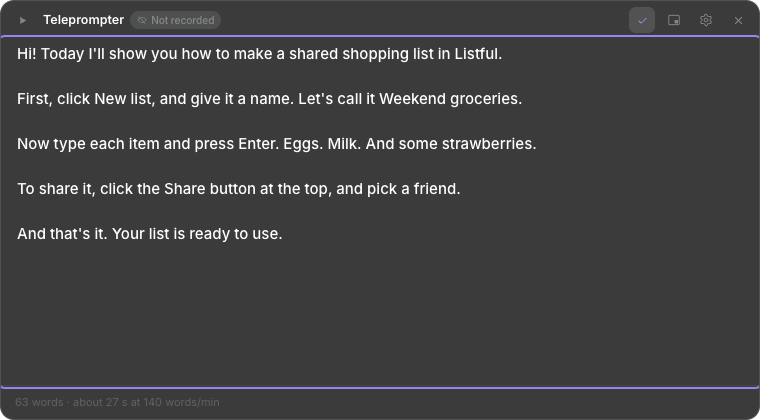 Teleprompter Not recorded
Hi! Today I'll show you how to make a shared shopping list in Listful.
First, click New list, and give it a name. Let's call it Weekend groceries.
Now type each item and press Enter. Eggs. Milk. And some strawberries.
To share it, click the Share button at the top, and pick a friend.
And that's it. Your list is ready to use.
63 words · about 27 s at 140 words/min